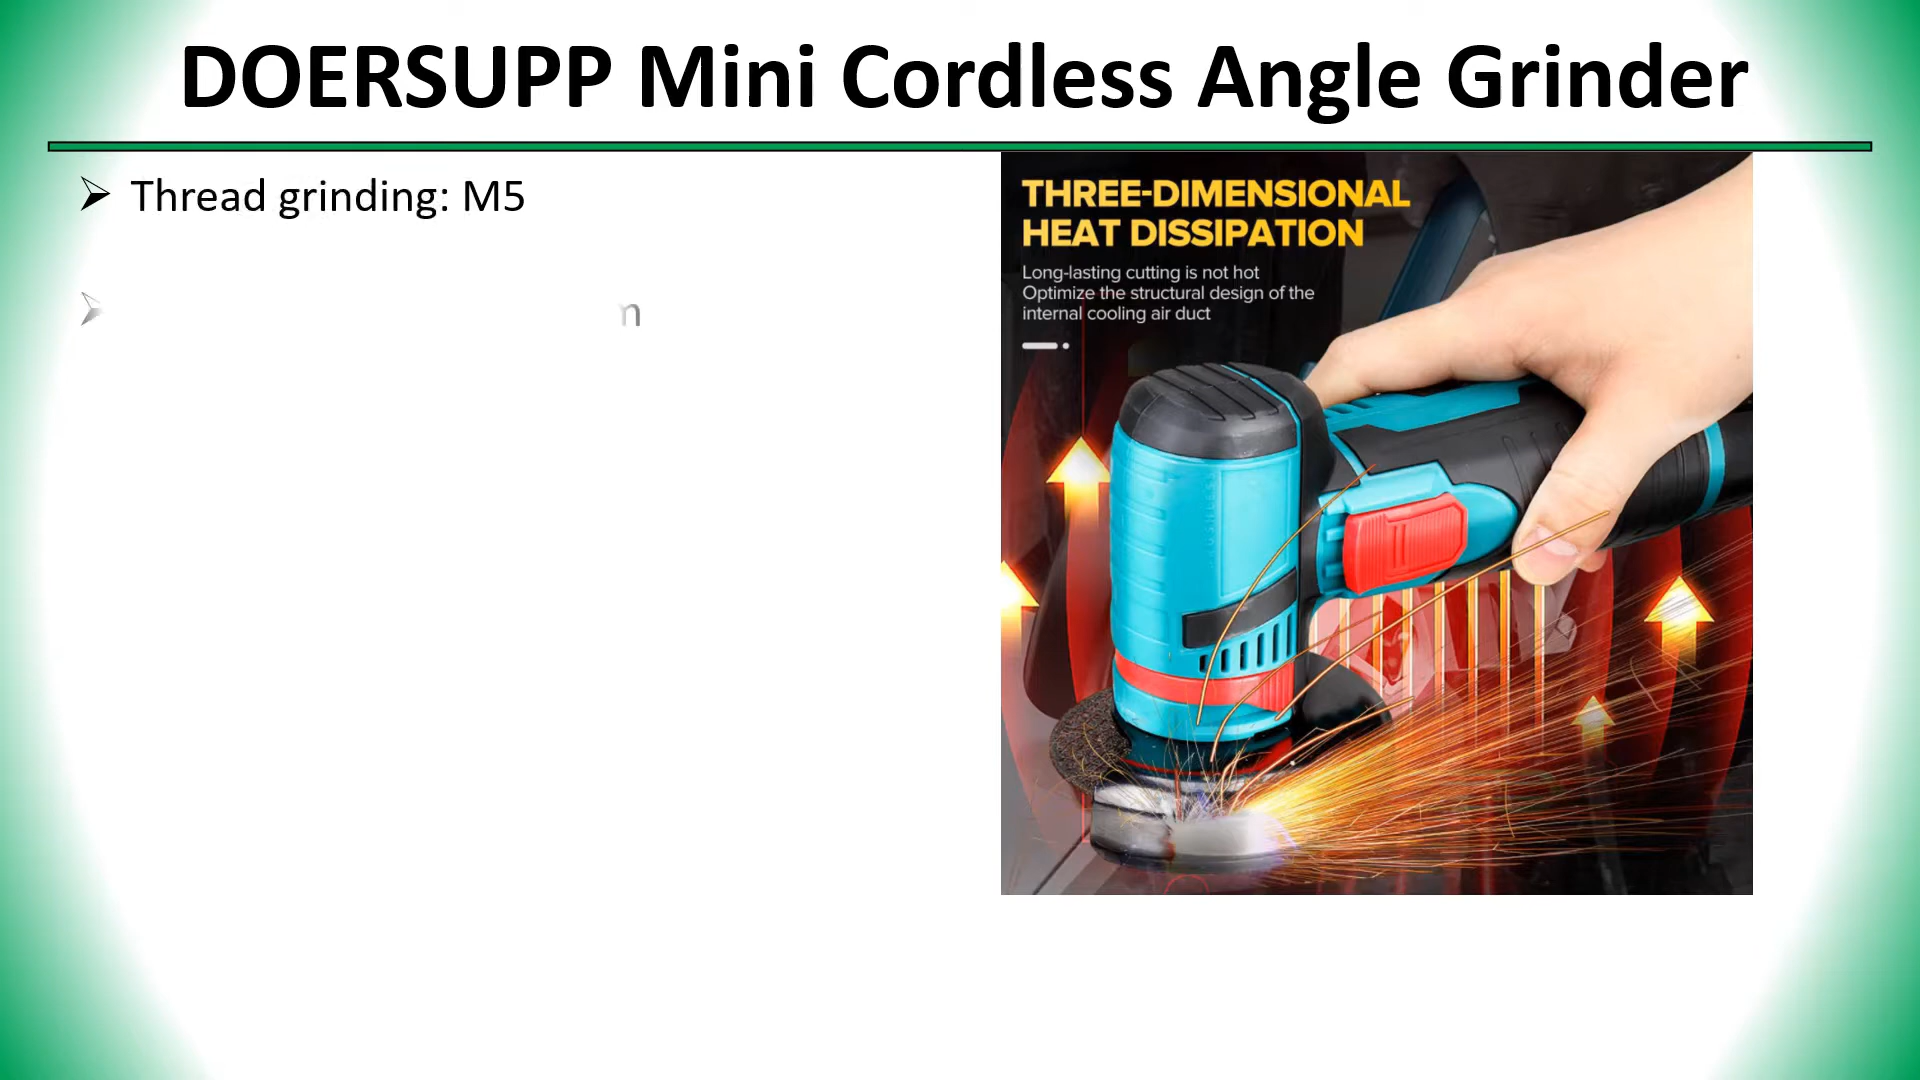 DOERSUPP Mini Cordless Angle Grinder
Thread grinding: M5
THREE-DIMENSIONAL
HEAT DISSIPATION
Long-lasting cutting is not hot
Optimize the structural design of the
internal cooling air duct